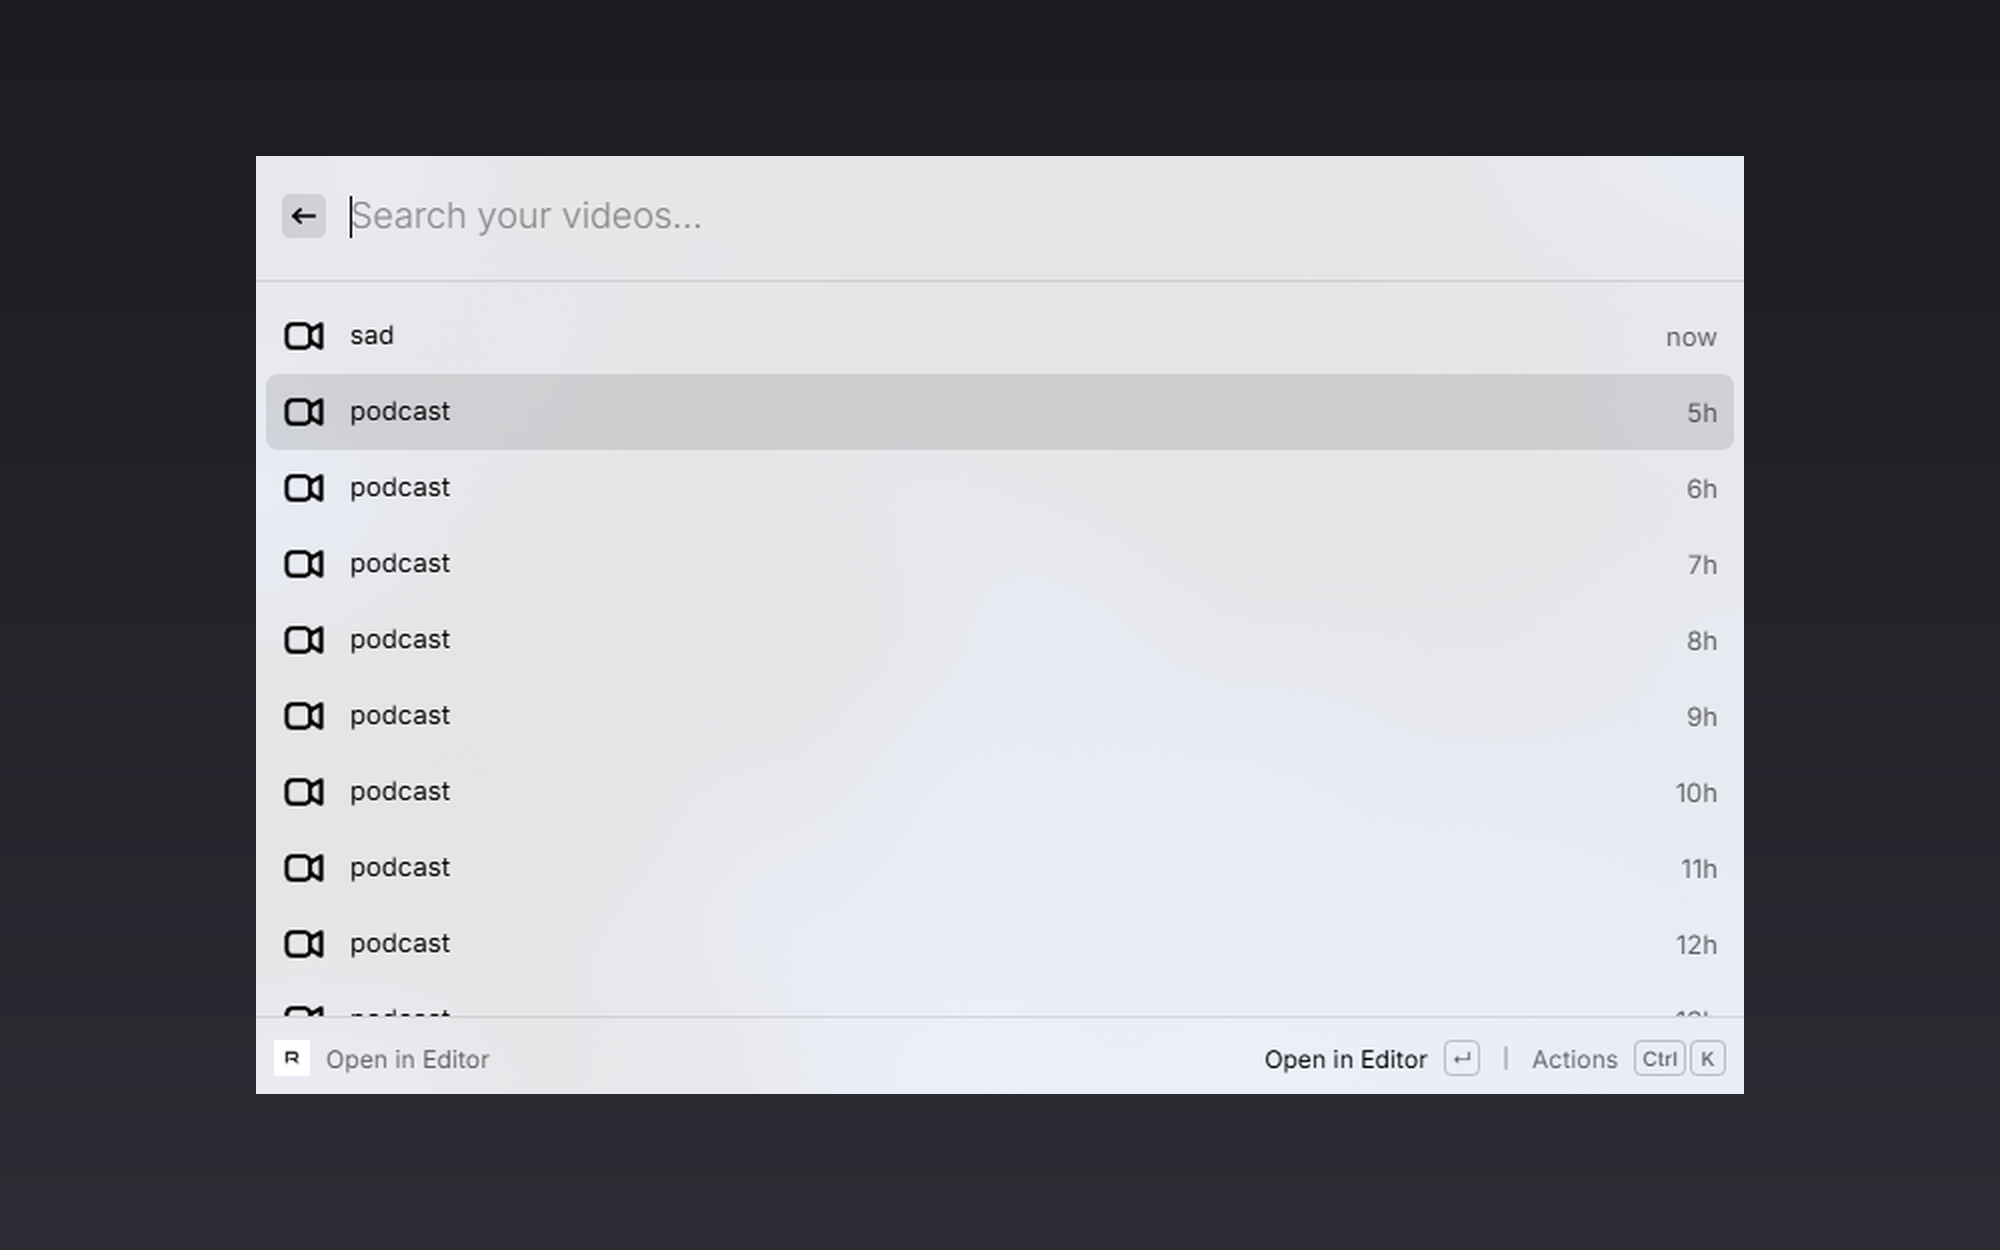 Search your videos...
sad now
podcast 5h
podcast 6h
podcast 7h
podcast 8h
podcast 9h
podcast 10h
podcast 11h
podcast 12h
podcast
R Open in Editor Open in Editor ↵ | Actions Ctrl K